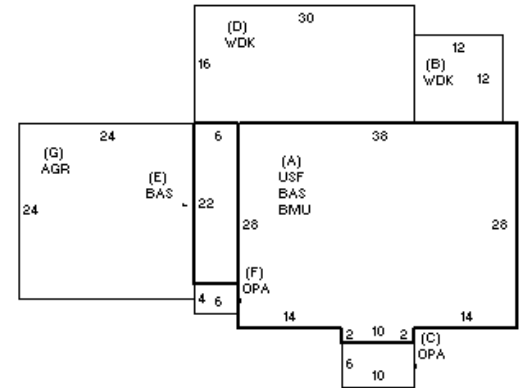 30
(D)
WDK
16
12
(B)
WDK
12
24
6
38
(G)
AGR
(E)
BAS
(A)
USF
BAS
BMU
24
22
28
28
(F)
OPA
4
6
14
14
2
10
2
(C)
OPA
6
10